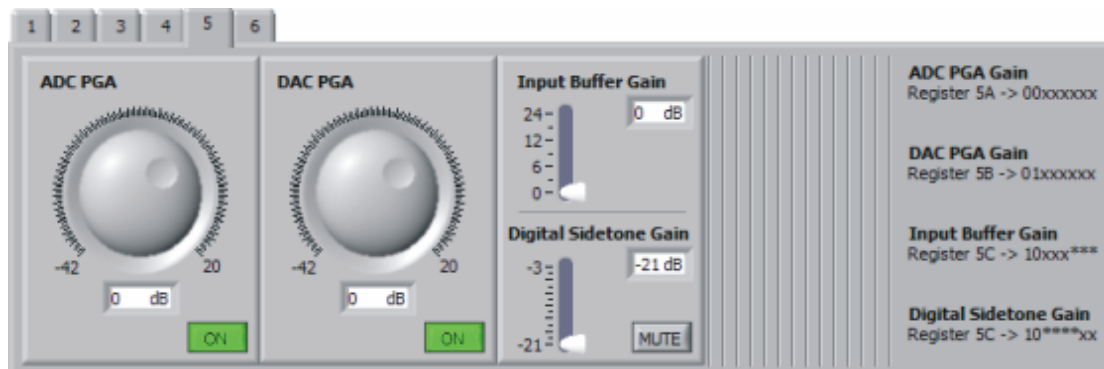 1 2 3 4 5 6
ADC PGA
-42 20
0 dB
ON
DAC PGA
-42 20
0 dB
ON
Input Buffer Gain
0 dB
24
12
6
0
Digital Sidetone Gain
-21 dB
-3
-21
MUTE
ADC PGA Gain
Register 5A -> 00xxxxxx
DAC PGA Gain
Register 5B -> 01xxxxxx
Input Buffer Gain
Register 5C -> 10xxx***
Digital Sidetone Gain
Register 5C -> 10****xx